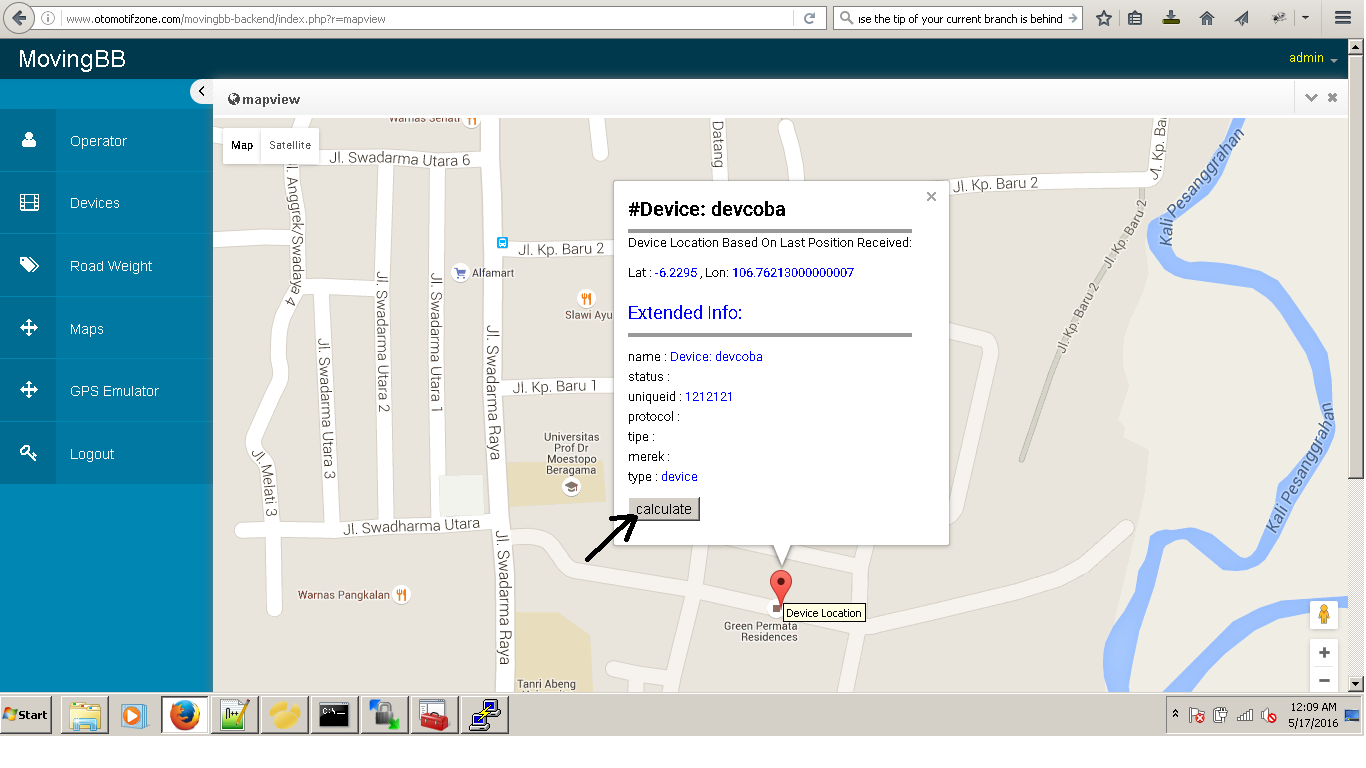 www.otomotifzone.com/movingbb-backend/index.php?r=mapview
use the tip of your current branch is behind
MovingBB
admin
mapview
Operator
Devices
Road Weight
Maps
GPS Emulator
Logout
Map
Satellite
Warnas Senati
Jl. Swadarma Utara 6
Datang
Jl. Kp. Ba
Kali Pesanggrahan
Jl. Anggrek/Swadaya 4
Jl. Kp. Baru 2
Jl. Kp. Baru 2
Jl. Kp. Baru 2
Jl. Kp. Baru 2
Alfamart
Slawi Ayu
Jl. Swadarma Utara 3
Jl. Swadarma Utara 2
Jl. Swadarma Utara 1
Jl. Swadarma Raya
Jl. Kp. Baru 1
#Device: devcoba
Device Location Based On Last Position Received:
Lat : -6.2295 , Lon: 106.76213000000007
Extended Info:
name : Device: devcoba
status :
uniqueid : 1212121
protocol :
tipe :
merek :
type : device
calculate
Universitas
Prof Dr
Moestopo
Beragama
Jl. Melati 3
Kali Pesanggrahan
Jl. Swadharma Utara
Jl. Swadarma Raya
Warnas Pangkalan
Device Location
Green Permata
Residences
Tanri Abeng
Start
12:09 AM
5/17/2016